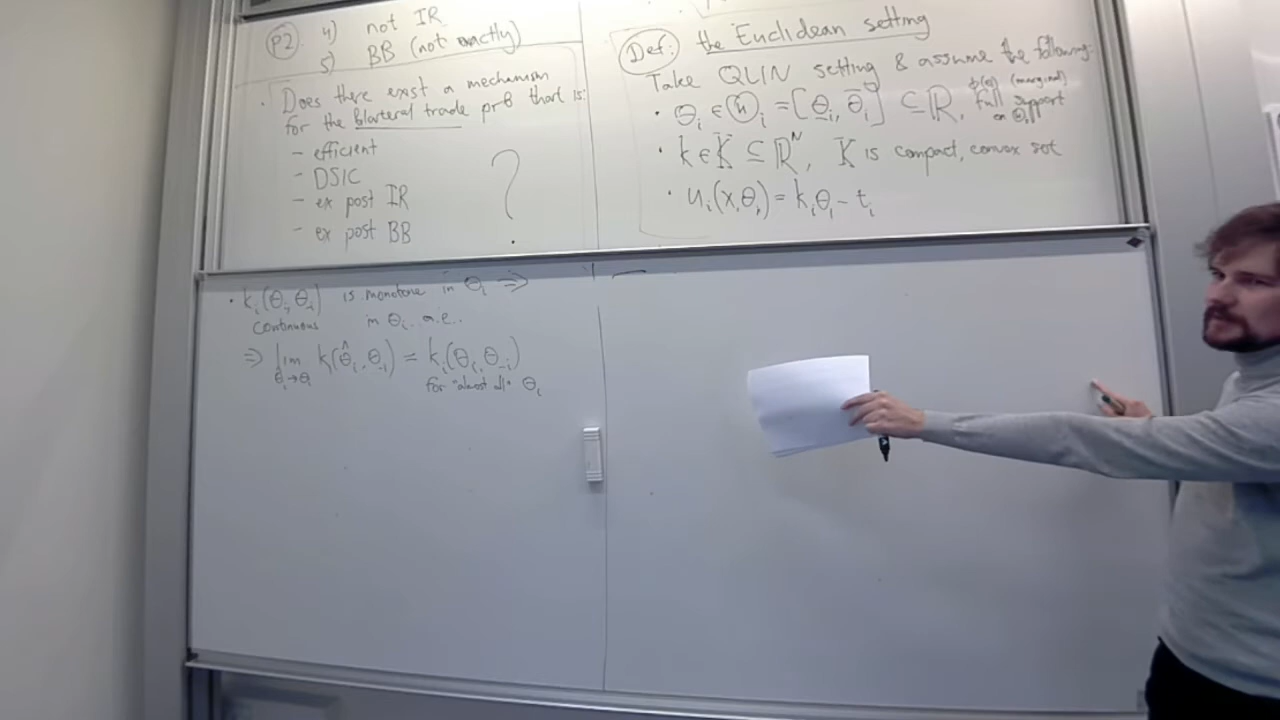 P2 4) not IR
5) BB (not exactly)
· Does there exist a mechanism
for the bilateral trade prθ that is:
- efficient
- DSIC
- ex post IR
- ex post BB
?
Def: the Euclidean setting
Take QLIN setting & assume the following:
· θ_i ∈ Θ_i = [θ̲_i, θ̄_i] ⊆ ℝ, ϕ(θ) (marginal) full support on Θ_i
· k ∈ K ⊆ ℝ^N, K is compact, convex set
· u_i(x, θ_i) = k_i θ_i - t_i
· k_i(θ_i, θ_-i) is monotone in θ_i ⇒
continuous in θ_i a.e..
⇒ lim k(θ̂_i, θ_-i) = k_i(θ_i, θ_-i)
θ̂_i→θ_i for "almost all" θ_i